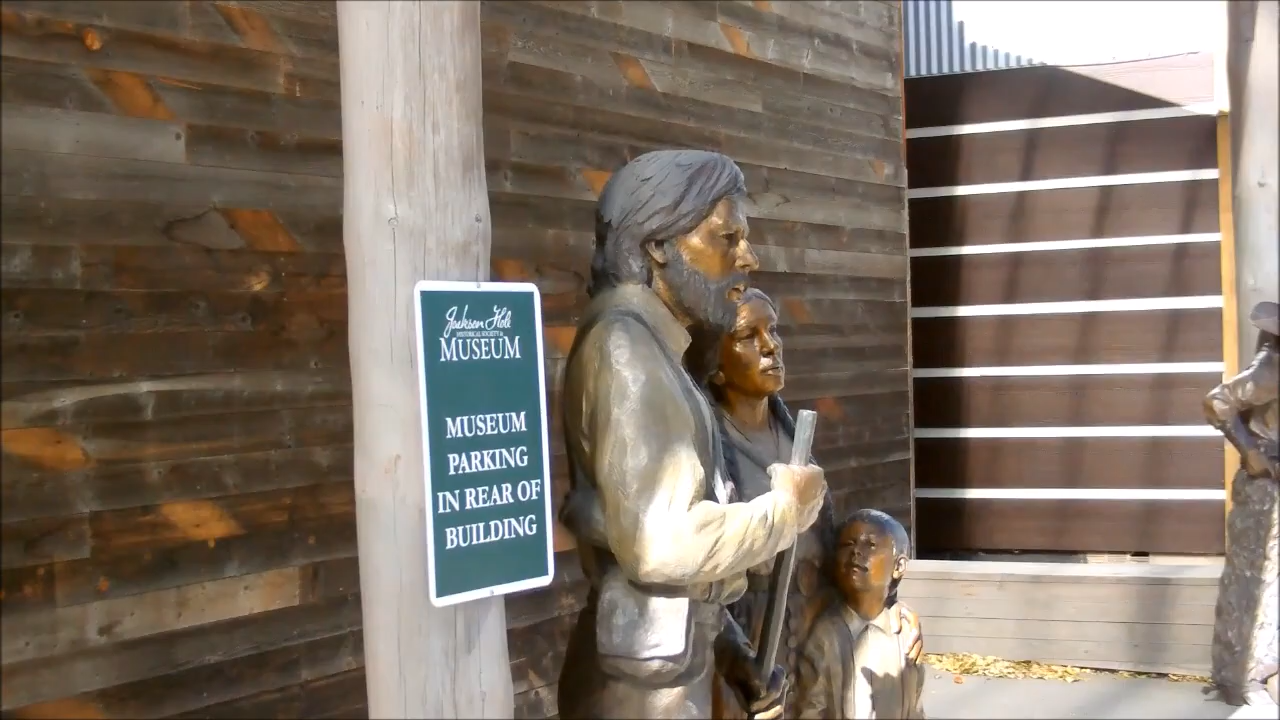 Jackson Hole
HISTORICAL SOCIETY &
MUSEUM
MUSEUM
PARKING
IN REAR OF
BUILDING